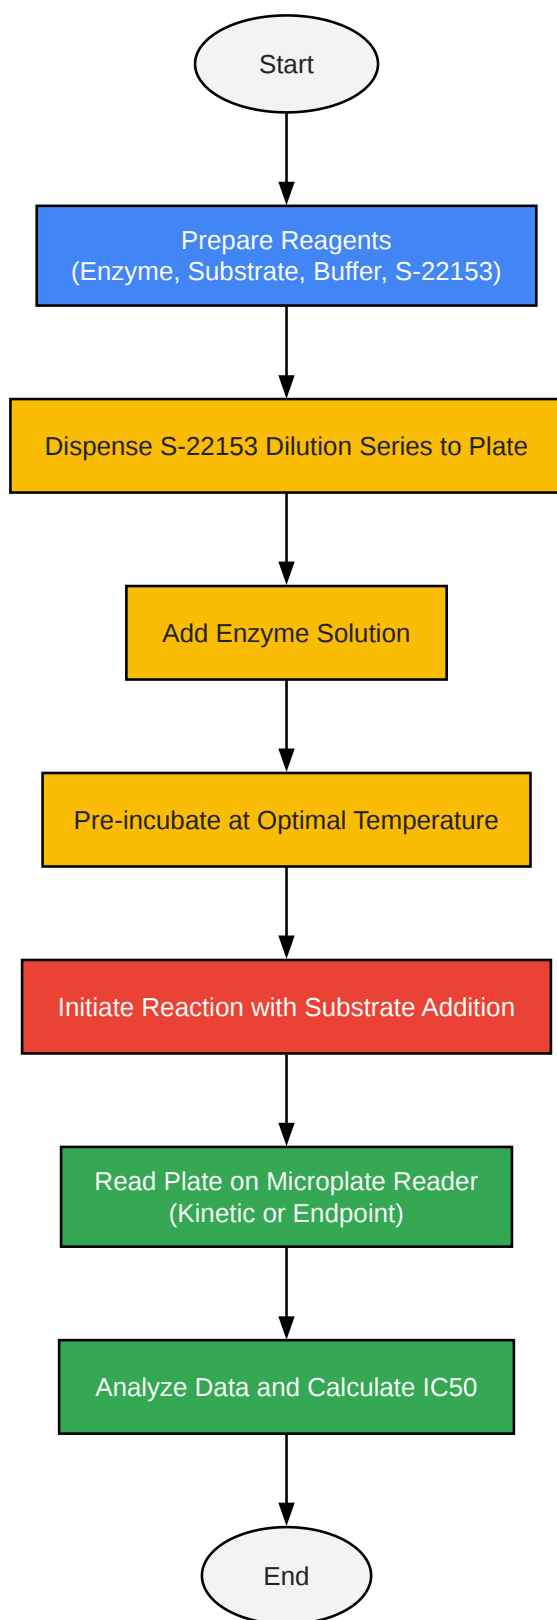 Start
Prepare Reagents
(Enzyme, Substrate, Buffer, S-22153)
Dispense S-22153 Dilution Series to Plate
Add Enzyme Solution
Pre-incubate at Optimal Temperature
Initiate Reaction with Substrate Addition
Read Plate on Microplate Reader
(Kinetic or Endpoint)
Analyze Data and Calculate IC50
End